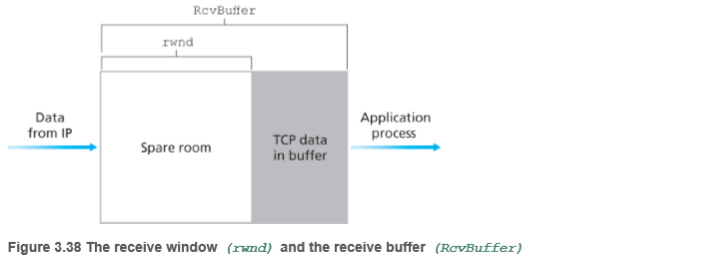 RcvBuffer
rwnd
Data
from IP
Spare room
TCP data
in buffer
Application
process
Figure 3.38 The receive window (rwnd) and the receive buffer (RcvBuffer)